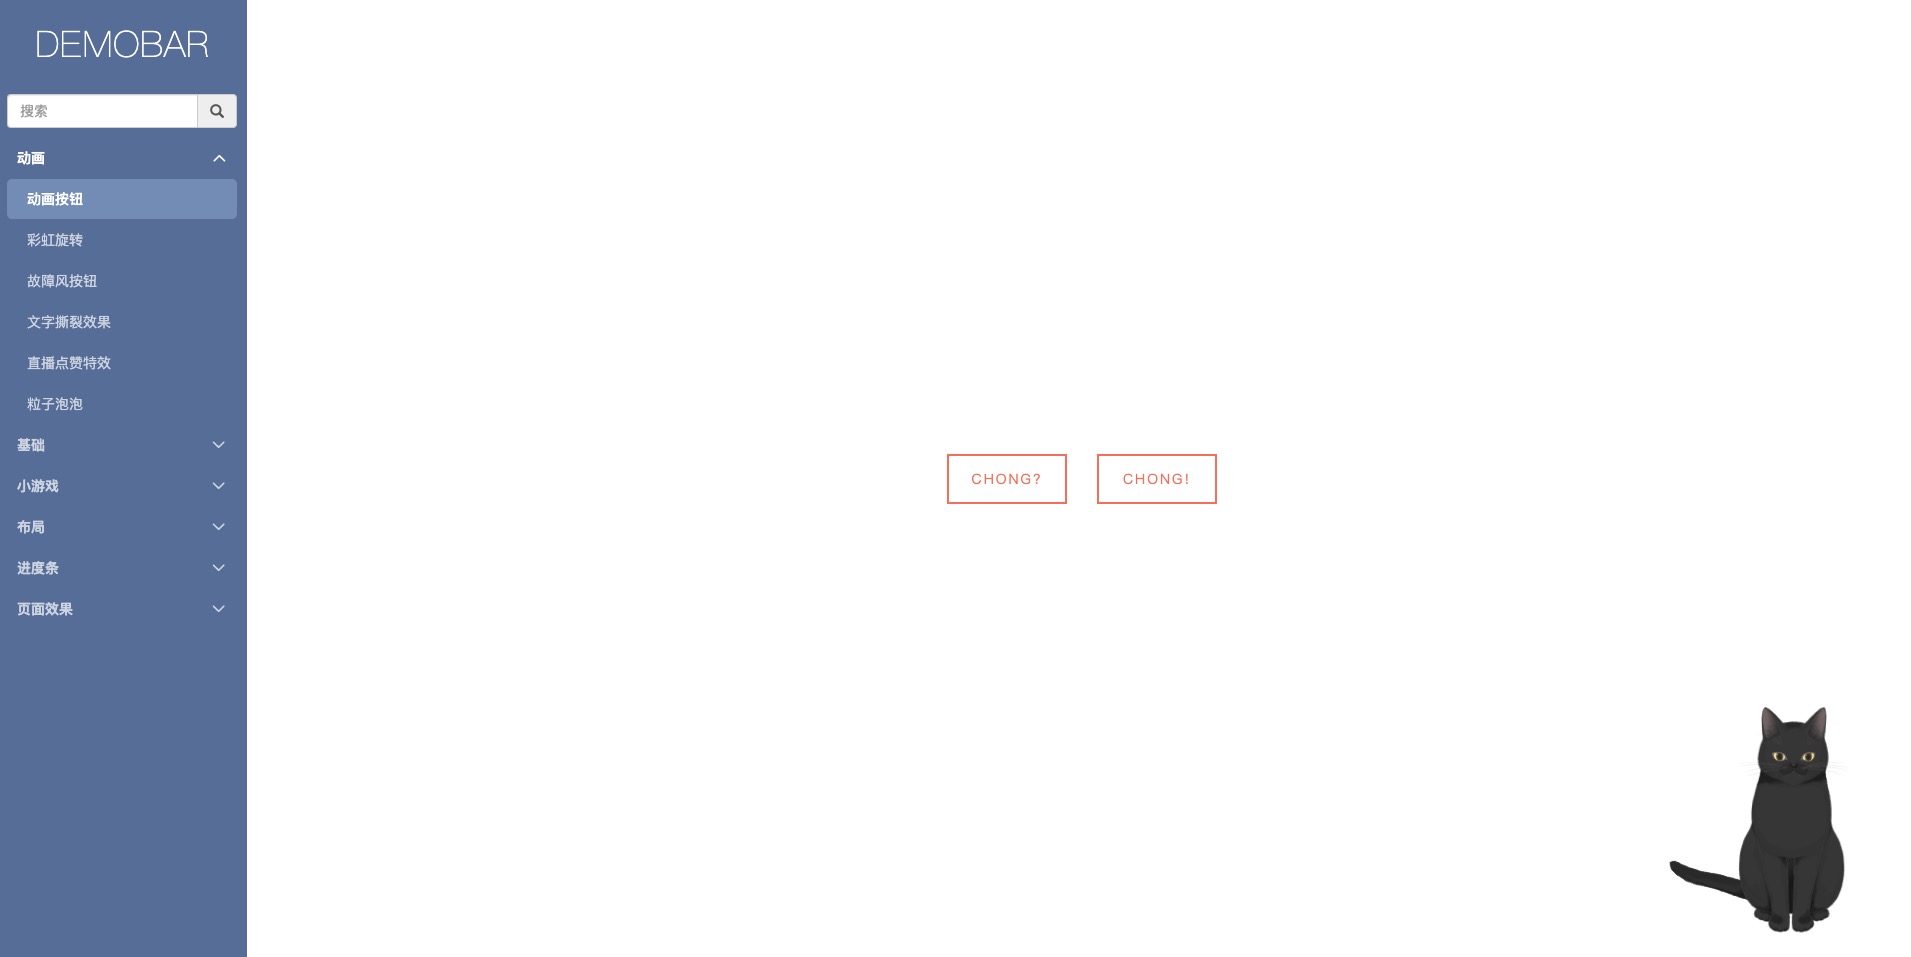 DEMOBAR
搜索
动画
动画按钮
彩虹旋转
故障风按钮
文字撕裂效果
直播点赞特效
粒子泡泡
基础
小游戏
布局
进度条
页面效果
CHONG?
CHONG!